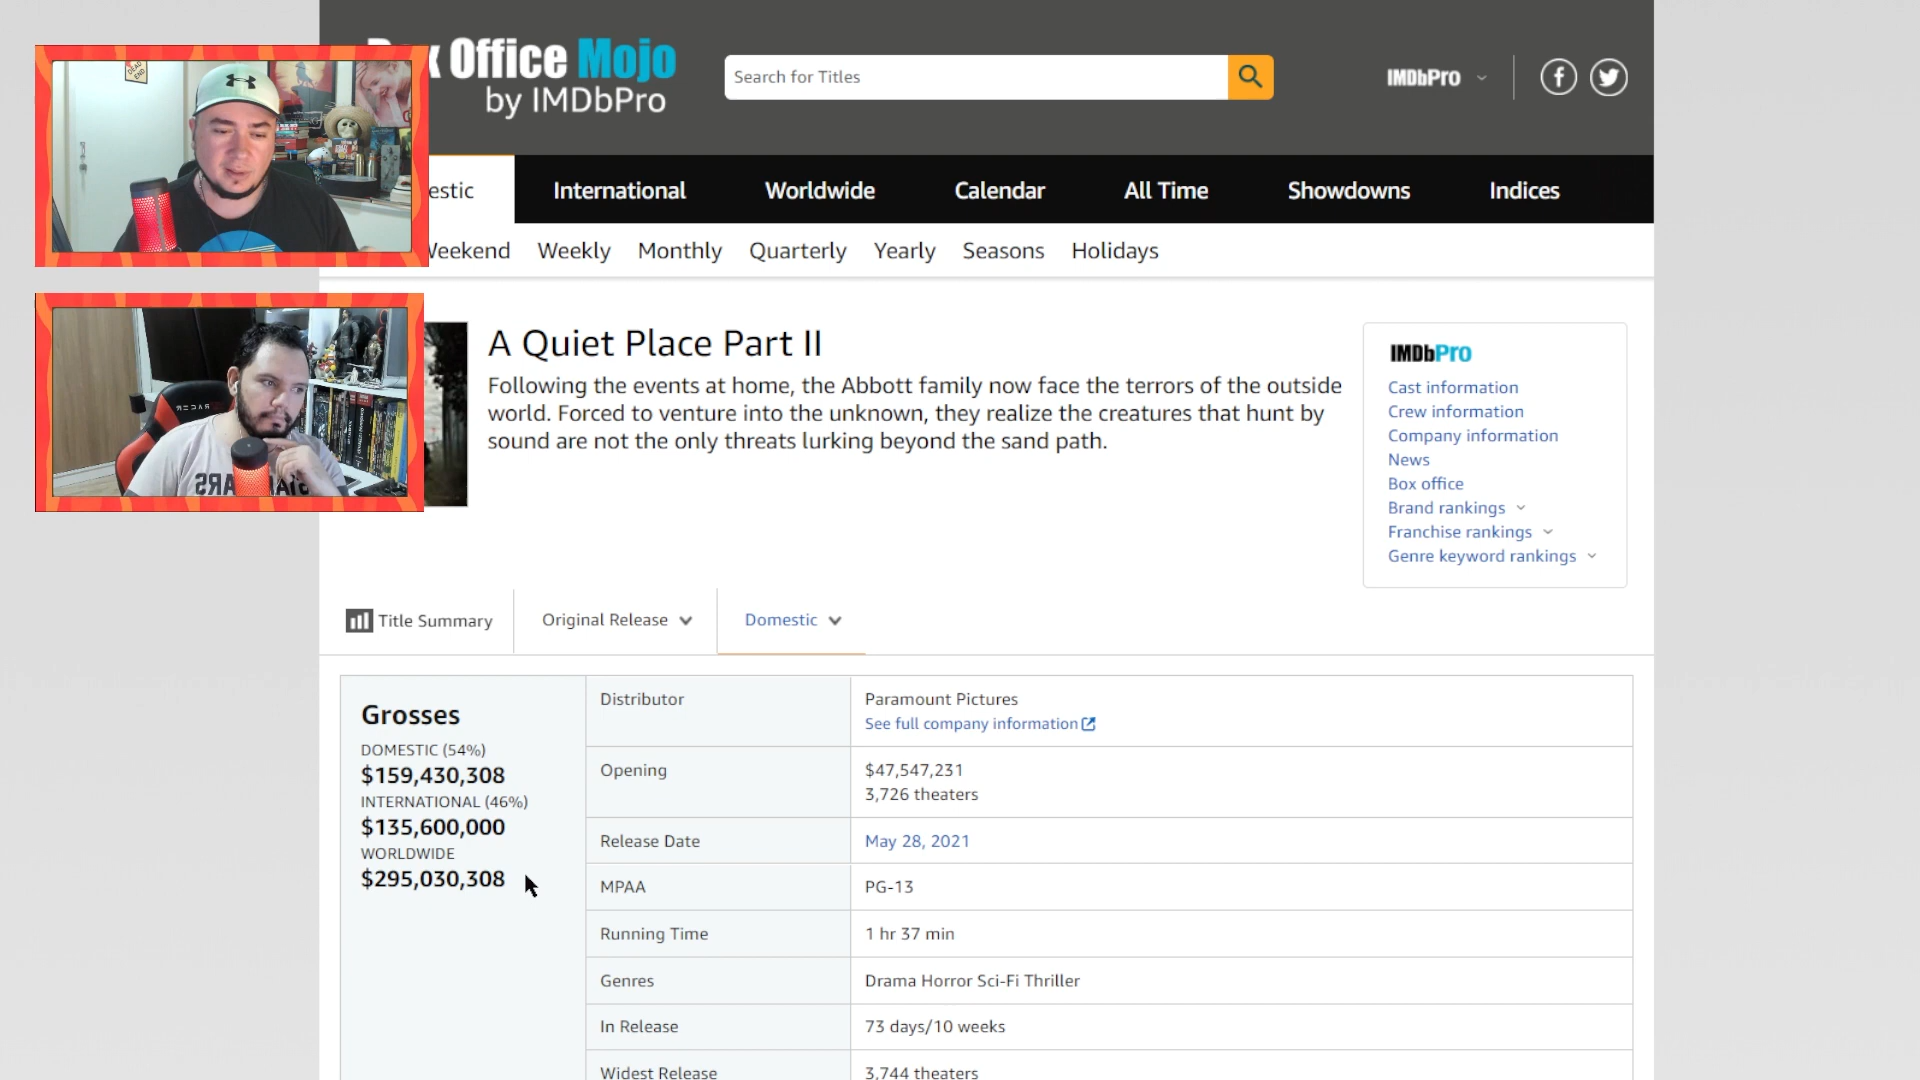 Office Mojo
by IMDbPro
Search for Titles
IMDbPro
estic
International
Worldwide
Calendar
All Time
Showdowns
Indices
Weekend
Weekly
Monthly
Quarterly
Yearly
Seasons
Holidays
DEAD
END
A Quiet Place Part II
Following the events at home, the Abbott family now face the terrors of the outside
world. Forced to venture into the unknown, they realize the creatures that hunt by
sound are not the only threats lurking beyond the sand path.
IMDbPro
Cast information
Crew information
Company information
News
Box office
Brand rankings
Franchise rankings
Genre keyword rankings
Title Summary
Original Release
Domestic
Grosses
DOMESTIC (54%)
$159,430,308
INTERNATIONAL (46%)
$135,600,000
WORLDWIDE
$295,030,308
Distributor
Paramount Pictures
See full company information
Opening
$47,547,231
3,726 theaters
Release Date
May 28, 2021
MPAA
PG-13
Running Time
1 hr 37 min
Genres
Drama Horror Sci-Fi Thriller
In Release
73 days/10 weeks
Widest Release
3,744 theaters